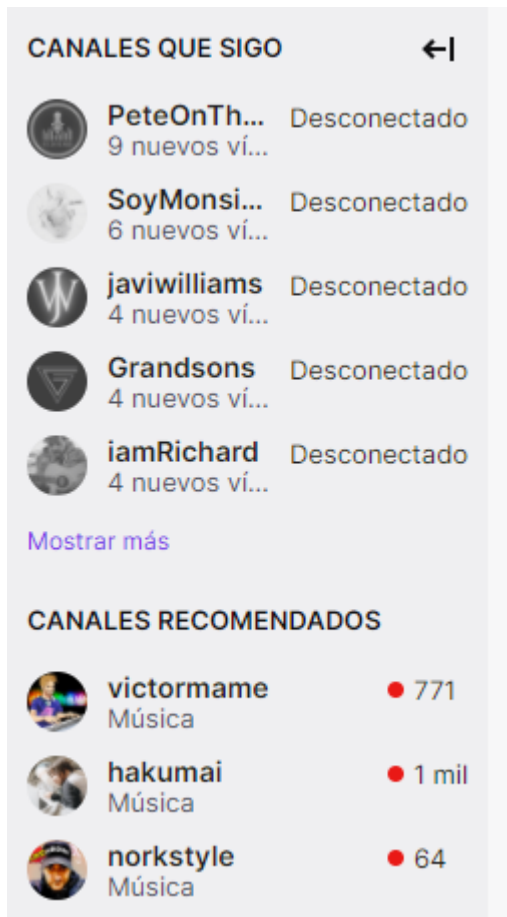 CANALES QUE SIGO
PeteOnTh... Desconectado
9 nuevos ví...
SoyMonsi... Desconectado
6 nuevos ví...
javiwilliams Desconectado
4 nuevos ví...
Grandsons Desconectado
4 nuevos ví...
iamRichard Desconectado
4 nuevos ví...
Mostrar más
CANALES RECOMENDADOS
victormame 771
Música
hakumai 1 mil
Música
norkstyle 64
Música